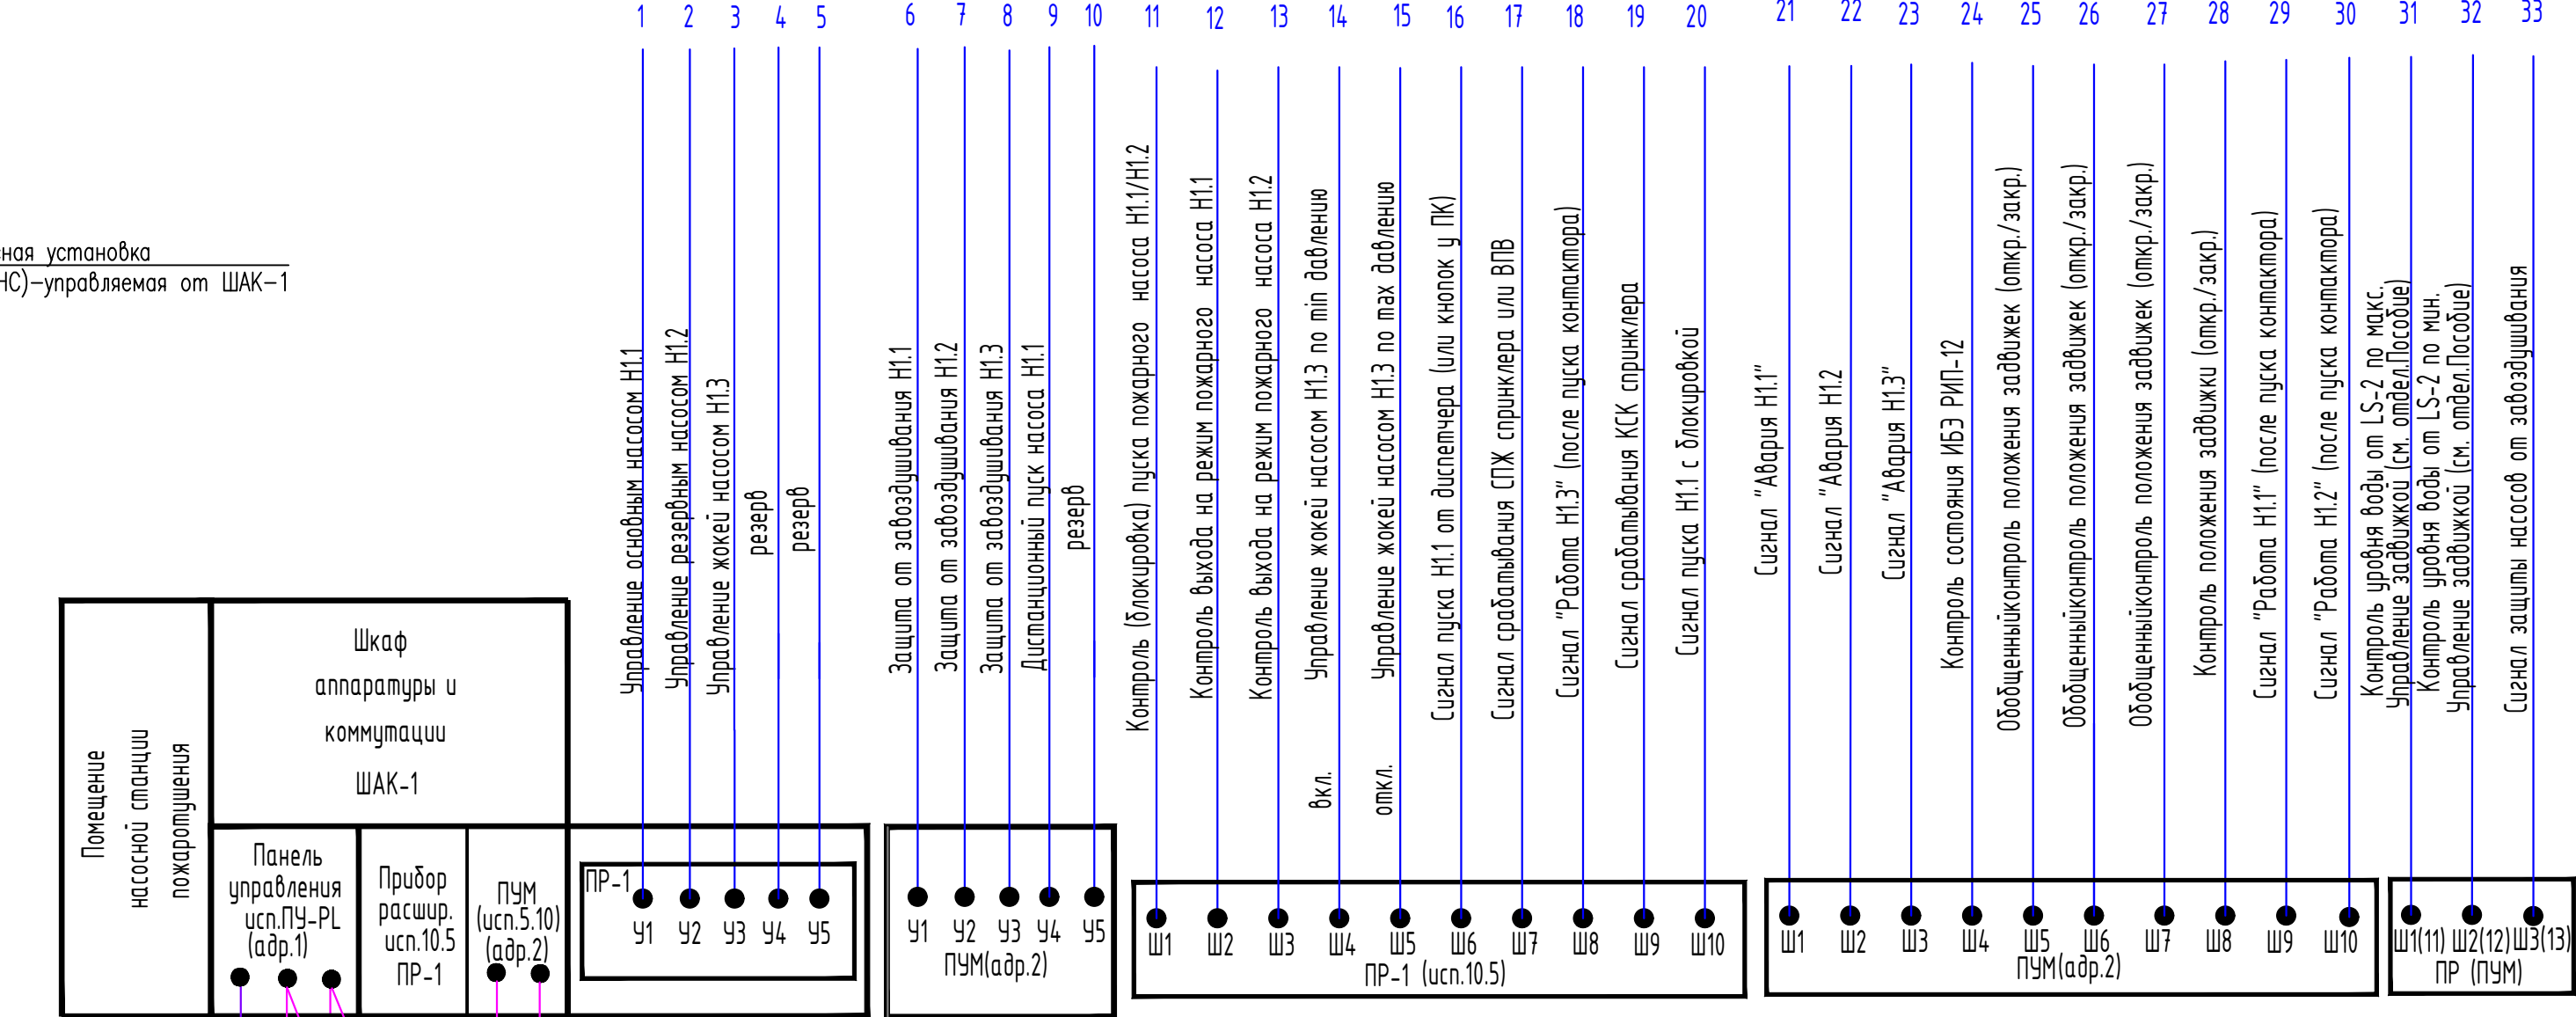 1 2 3 4 5 6 7 8 9 10 11 12 13 14 15 16 17 18 19 20 21 22 23 24 25 26 27 28 29 30 31 32 33
ная установка
НС)-управляемая от ШАК-1
Управление основным насосом Н1.1
Управление резервным насосом Н1.2
Управление жокей насосом Н1.3
резерв
резерв
Защита от завоздушивания Н1.1
Защита от завоздушивания Н1.2
Защита от завоздушивания Н1.3
Дистанционный пуск насоса Н1.1
резерв
Контроль (блокировка) пуска пожарного насоса Н1.1/Н1.2
Контроль выхода на режим пожарного насоса Н1.1
Контроль выхода на режим пожарного насоса Н1.2
Управление жокей насосом Н1.3 по min давлению
вкл.
Управление жокей насосом Н1.3 по max давлению
откл.
Сигнал пуска Н1.1 от диспетчера (или кнопок у ПК)
Сигнал срабатывания СПЖ спринклера или ВПВ
Сигнал "Работа Н1.3" (после пуска контактора)
Сигнал срабатывания КСК спринклера
Сигнал пуска Н1.1 с блокировкой
Сигнал "Авария Н1.1"
Сигнал "Авария Н1.2
Сигнал "Авария Н1.3"
Контроль состояния ИБЭ РИП-12
Обобщенныйконтроль положения задвижек (откр./закр.)
Обобщенныйконтроль положения задвижек (откр./закр.)
Обобщенныйконтроль положения задвижек (откр./закр.)
Контроль положения задвижки (откр./закр.)
Сигнал "Работа Н1.1" (после пуска контактора)
Сигнал "Работа Н1.2" (после пуска контактора)
Контроль уровня воды от LS-2 по макс.
Управление задвижкой (см. отдел.Пособие)
Контроль уровня воды от LS-2 по мин.
Управление задвижкой (см. отдел.Пособие)
Сигнал защиты насосов от завоздушивания
Помещение
насосной станции
пожаротушения
Шкаф
аппаратуры и
коммутации
ШАК-1
Панель
управления
исп.ПУ-PL
(адр.1)
Прибор
расшир.
исп.10.5
ПР-1
ПУМ
(исп.5.10)
(адр.2)
ПР-1
У1 У2 У3 У4 У5
У1 У2 У3 У4 У5
ПУМ(адр.2)
Ш1 Ш2 Ш3 Ш4 Ш5 Ш6 Ш7 Ш8 Ш9 Ш10
ПР-1 (исп.10.5)
Ш1 Ш2 Ш3 Ш4 Ш5 Ш6 Ш7 Ш8 Ш9 Ш10
ПУМ(адр.2)
Ш1(11) Ш2(12) Ш3(13)
ПР (ПУМ)